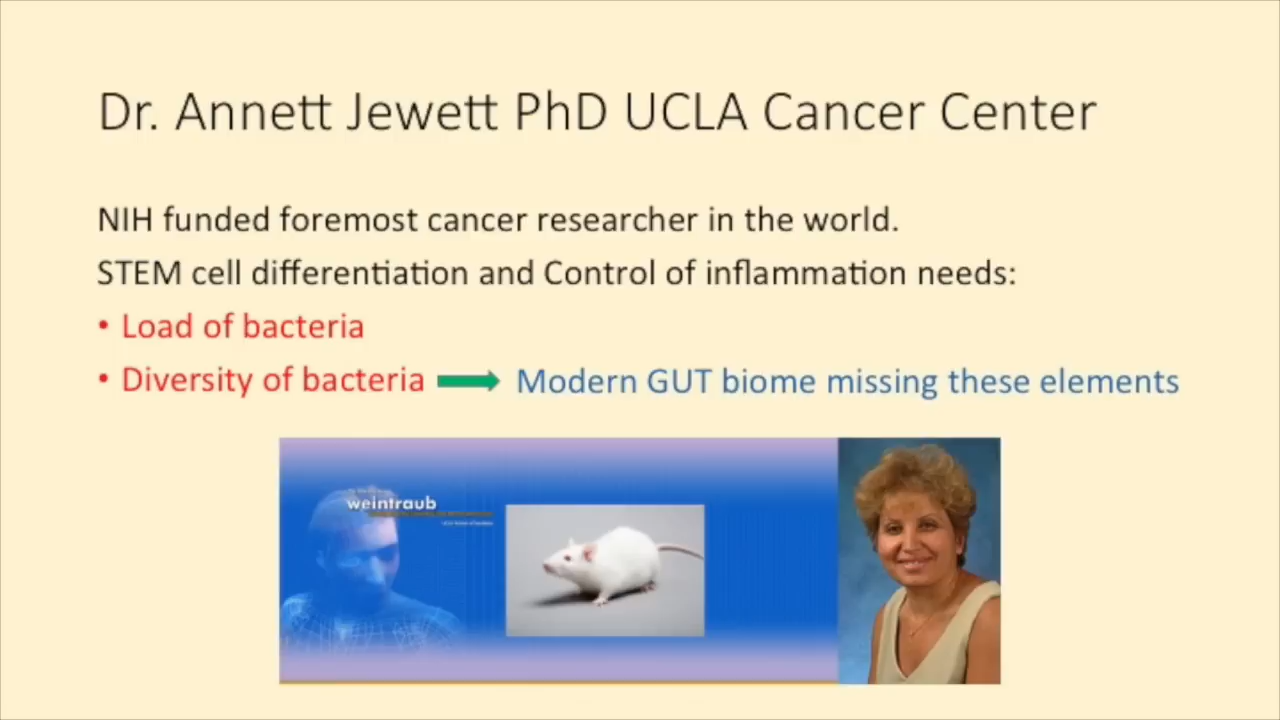 Dr. Annett Jewett PhD UCLA Cancer Center
NIH funded foremost cancer researcher in the world.
STEM cell differentiation and Control of inflammation needs:
• Load of bacteria
• Diversity of bacteria
Modern GUT biome missing these elements
weintraub